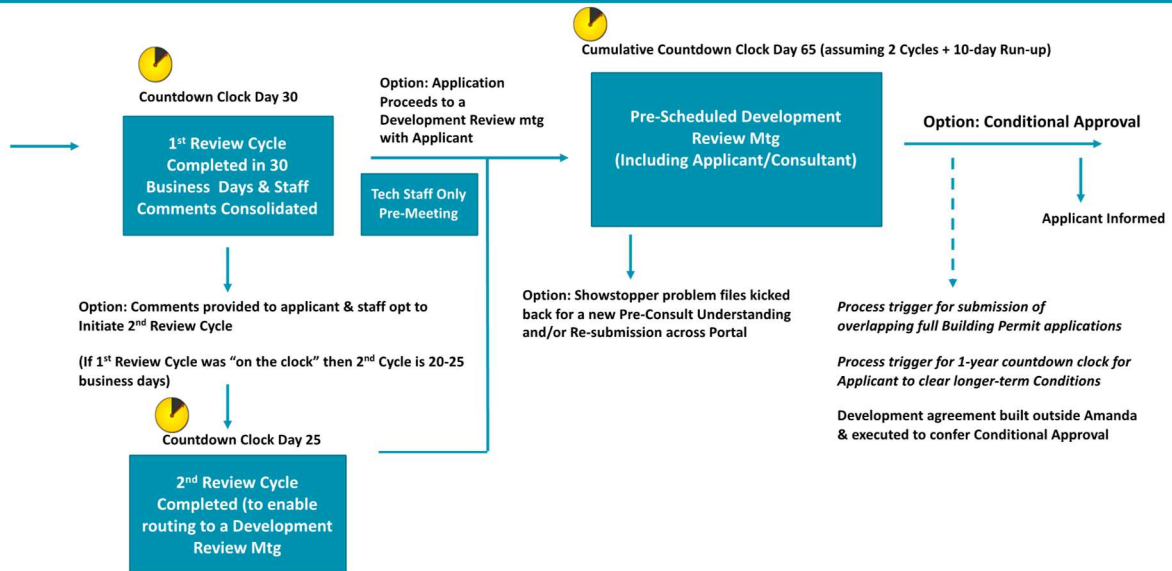 Countdown Clock Day 30
1st Review Cycle
Completed in 30
Business Days & Staff
Comments Consolidated
Option: Comments provided to applicant & staff opt to
Initiate 2nd Review Cycle
(If 1st Review Cycle was “on the clock” then 2nd Cycle is 20-25
business days)
Countdown Clock Day 25
2nd Review Cycle
Completed (to enable
routing to a Development
Review Mtg
Option: Application
Proceeds to a
Development Review mtg
with Applicant
Tech Staff Only
Pre-Meeting
Cumulative Countdown Clock Day 65 (assuming 2 Cycles + 10-day Run-up)
Pre-Scheduled Development
Review Mtg
(Including Applicant/Consultant)
Option: Showstopper problem files kicked
back for a new Pre-Consult Understanding
and/or Re-submission across Portal
Option: Conditional Approval
Applicant Informed
Process trigger for submission of
overlapping full Building Permit applications
Process trigger for 1-year countdown clock for
Applicant to clear longer-term Conditions
Development agreement built outside Amanda
& executed to confer Conditional Approval